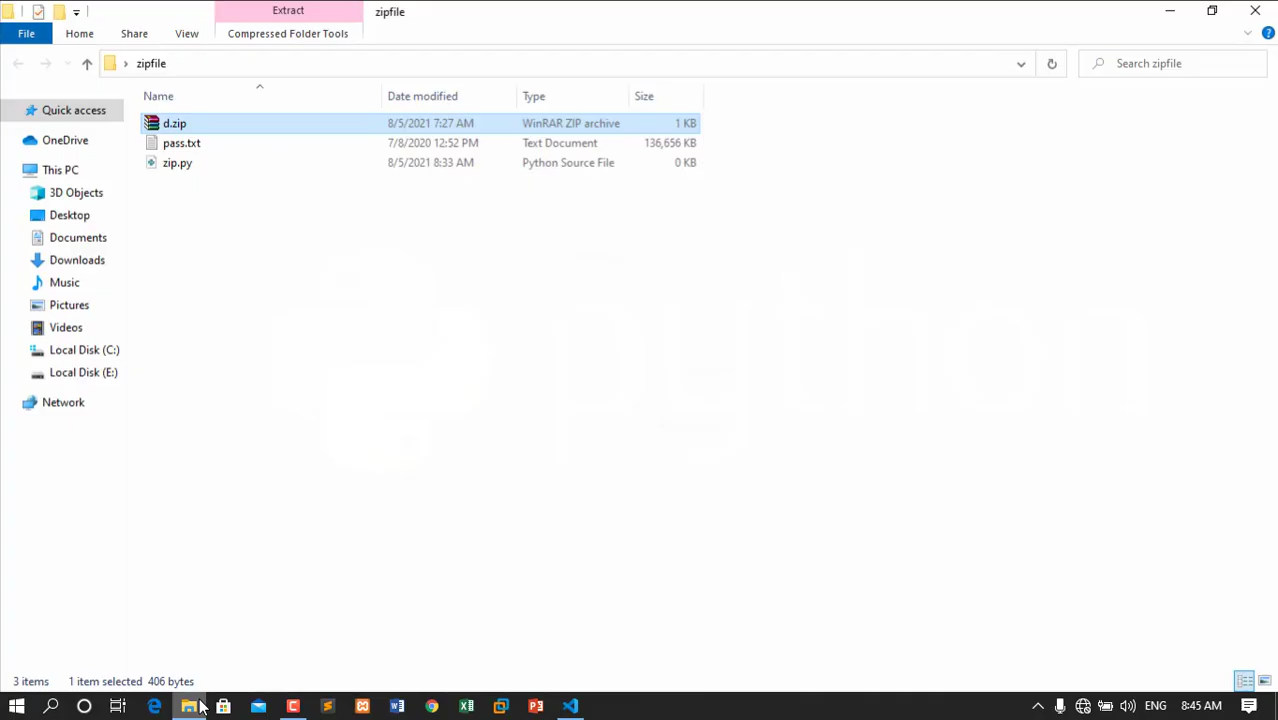 Extract
zipfile
File
Home
Share
View
Compressed Folder Tools
zipfile
Search zipfile
Name
Date modified
Type
Size
Quick access
OneDrive
This PC
3D Objects
Desktop
Documents
Downloads
Music
Pictures
Videos
Local Disk (C:)
Local Disk (E:)
Network
d.zip 8/5/2021 7:27 AM WinRAR ZIP archive 1 KB
pass.txt 7/8/2020 12:52 PM Text Document 136,656 KB
zip.py 8/5/2021 8:33 AM Python Source File 0 KB
python
3 items 1 item selected 406 bytes
ENG 8:45 AM